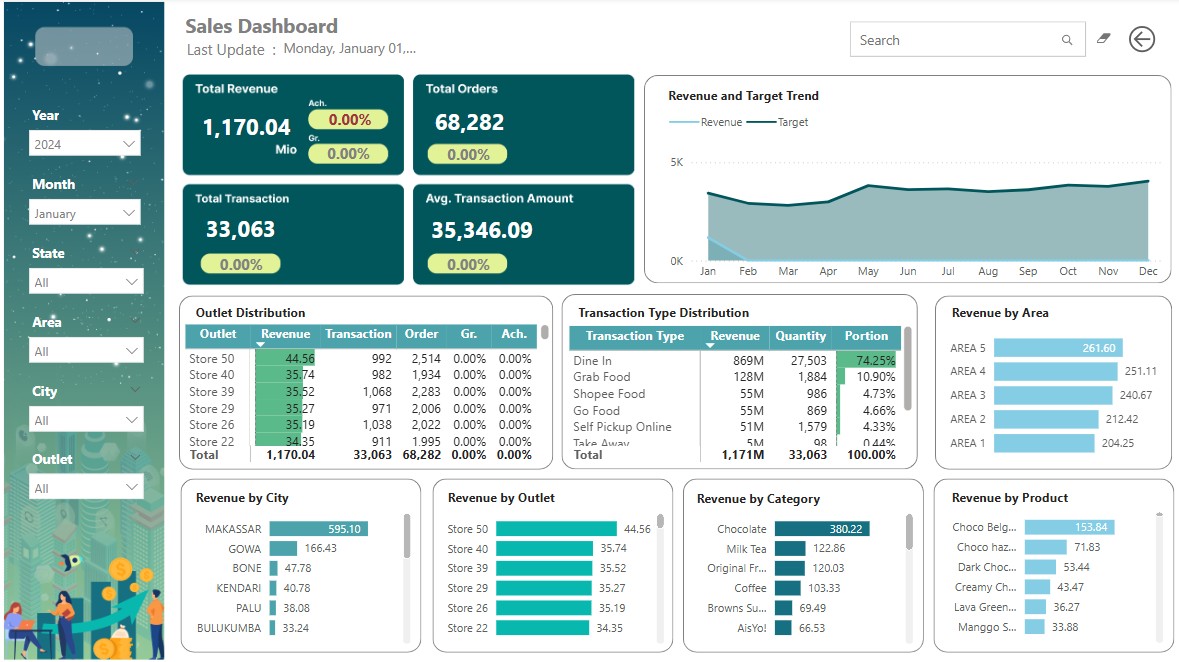 Sales Dashboard
Last Update : Monday, January 01,...
Search
Year
2024
Month
January
State
All
Area
All
City
All
Outlet
All
Total Revenue
1,170.04
Mio
Ach.
0.00%
Gr.
0.00%
Total Orders
68,282
0.00%
Total Transaction
33,063
0.00%
Avg. Transaction Amount
35,346.09
0.00%
Revenue and Target Trend
Revenue Target
5K
0K
Jan Feb Mar Apr May Jun Jul Aug Sep Oct Nov Dec
Outlet Distribution
Outlet Revenue Transaction Order Gr. Ach.
Store 50 44.56 992 2,514 0.00% 0.00%
Store 40 35.74 982 1,934 0.00% 0.00%
Store 39 35.52 1,068 2,283 0.00% 0.00%
Store 29 35.27 971 2,006 0.00% 0.00%
Store 26 35.19 1,038 2,022 0.00% 0.00%
Store 22 34.35 911 1,995 0.00% 0.00%
Total 1,170.04 33,063 68,282 0.00% 0.00%
Transaction Type Distribution
Transaction Type Revenue Quantity Portion
Dine In 869M 27,503 74.25%
Grab Food 128M 1,884 10.90%
Shopee Food 55M 986 4.73%
Go Food 55M 869 4.66%
Self Pickup Online 51M 1,579 4.33%
Take Away 5M 98 0.44%
Total 1,171M 33,063 100.00%
Revenue by Area
AREA 5 261.60
AREA 4 251.11
AREA 3 240.67
AREA 2 212.42
AREA 1 204.25
Revenue by City
MAKASSAR 595.10
GOWA 166.43
BONE 47.78
KENDARI 40.78
PALU 38.08
BULUKUMBA 33.24
Revenue by Outlet
Store 50 44.56
Store 40 35.74
Store 39 35.52
Store 29 35.27
Store 26 35.19
Store 22 34.35
Revenue by Category
Chocolate 380.22
Milk Tea 122.86
Original Fr... 120.03
Coffee 103.33
Browns Su... 69.49
AisYo! 66.53
Revenue by Product
Choco Belg... 153.84
Choco haz... 71.83
Dark Choc... 53.44
Creamy Ch... 43.47
Lava Green... 36.27
Manggo S... 33.88